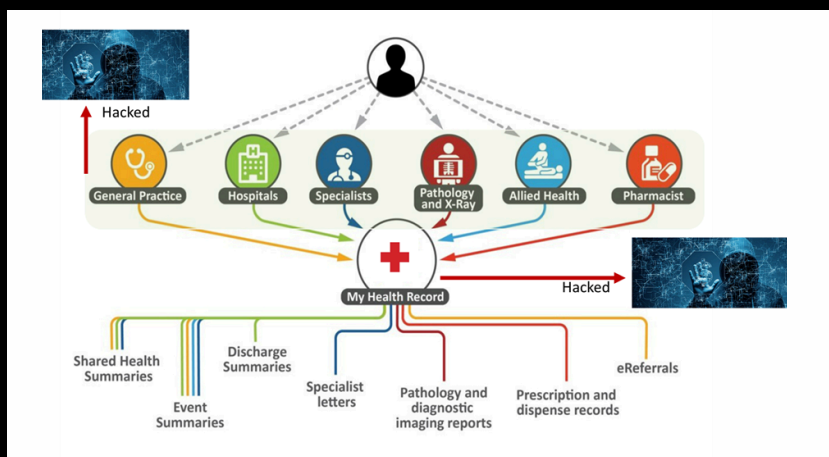 Hacked
General Practice
Hospitals
Specialists
Pathology
and X-Ray
Allied Health
Pharmacist
Hacked
My Health Record
Shared Health
Summaries
Event
Summaries
Discharge
Summaries
Specialist
letters
Pathology and
diagnostic
imaging reports
Prescription and
dispense records
eReferrals